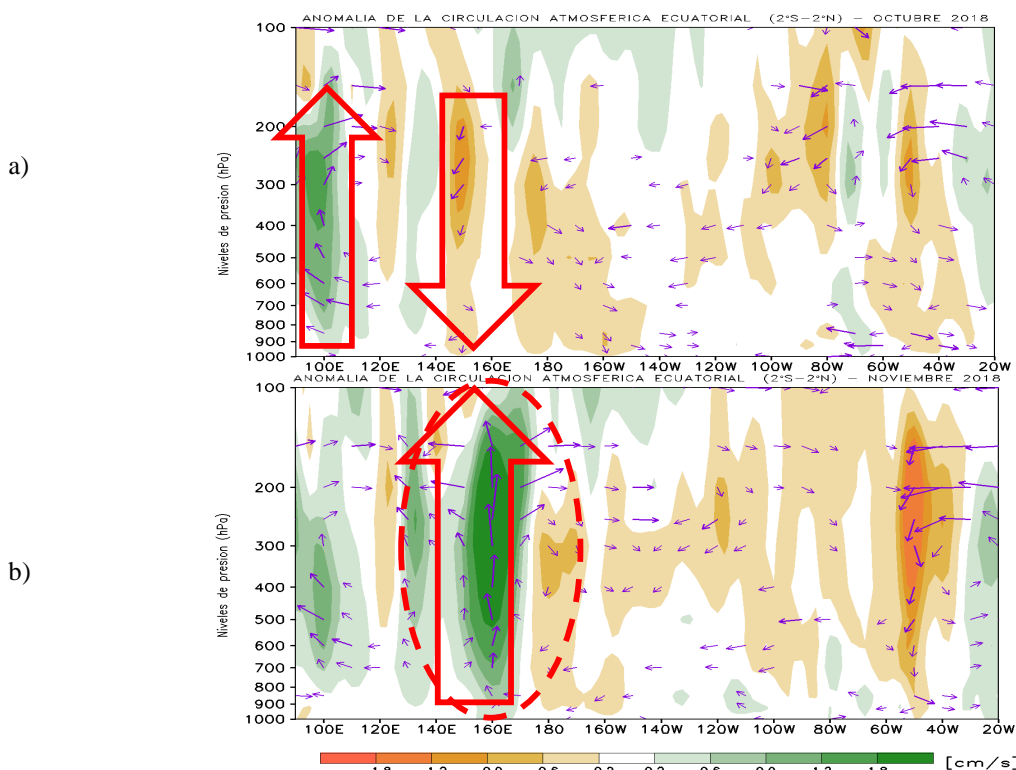 ANOMALIA DE LA CIRCULACION ATMOSFERICA ECUATORIAL (2°S-2°N) - OCTUBRE 2018
a)
Niveles de presion (hPa)
100
200
300
400
500
600
700
800
900
1000
100E 120E 140E 160E 180 160W 140W 120W 100W 80W 60W 40W 20W
ANOMALIA DE LA CIRCULACION ATMOSFERICA ECUATORIAL (2°S-2°N) - NOVIEMBRE 2018
b)
Niveles de presion (hPa)
100
200
300
400
500
600
700
800
900
1000
100E 120E 140E 160E 180 160W 140W 120W 100W 80W 60W 40W 20W
[cm/s]